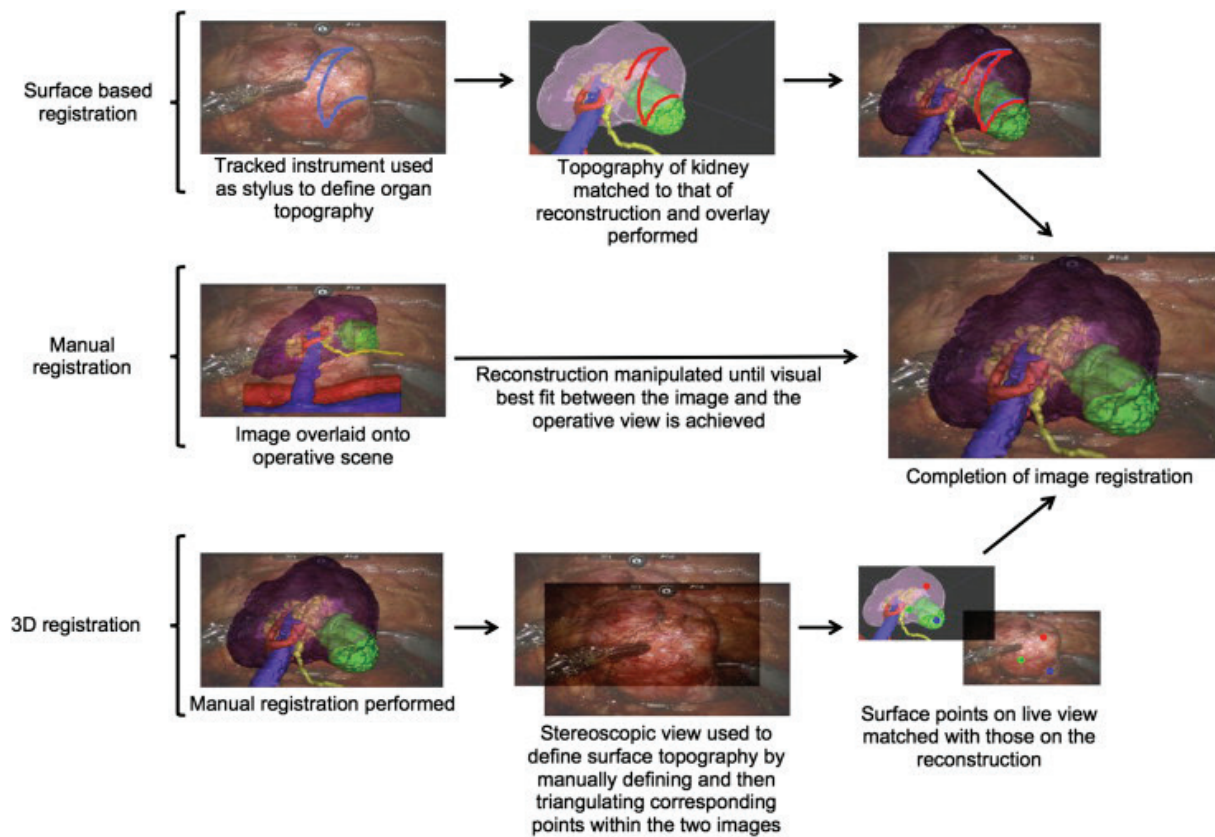 Surface based
registration
Tracked instrument used
as stylus to define organ
topography
Topography of kidney
matched to that of
reconstruction and overlay
performed
Manual
registration
Image overlaid onto
operative scene
Reconstruction manipulated until visual
best fit between the image and the
operative view is achieved
Completion of image registration
3D registration
Manual registration performed
Stereoscopic view used to
define surface topography by
manually defining and then
triangulating corresponding
points within the two images
Surface points on live view
matched with those on the
reconstruction